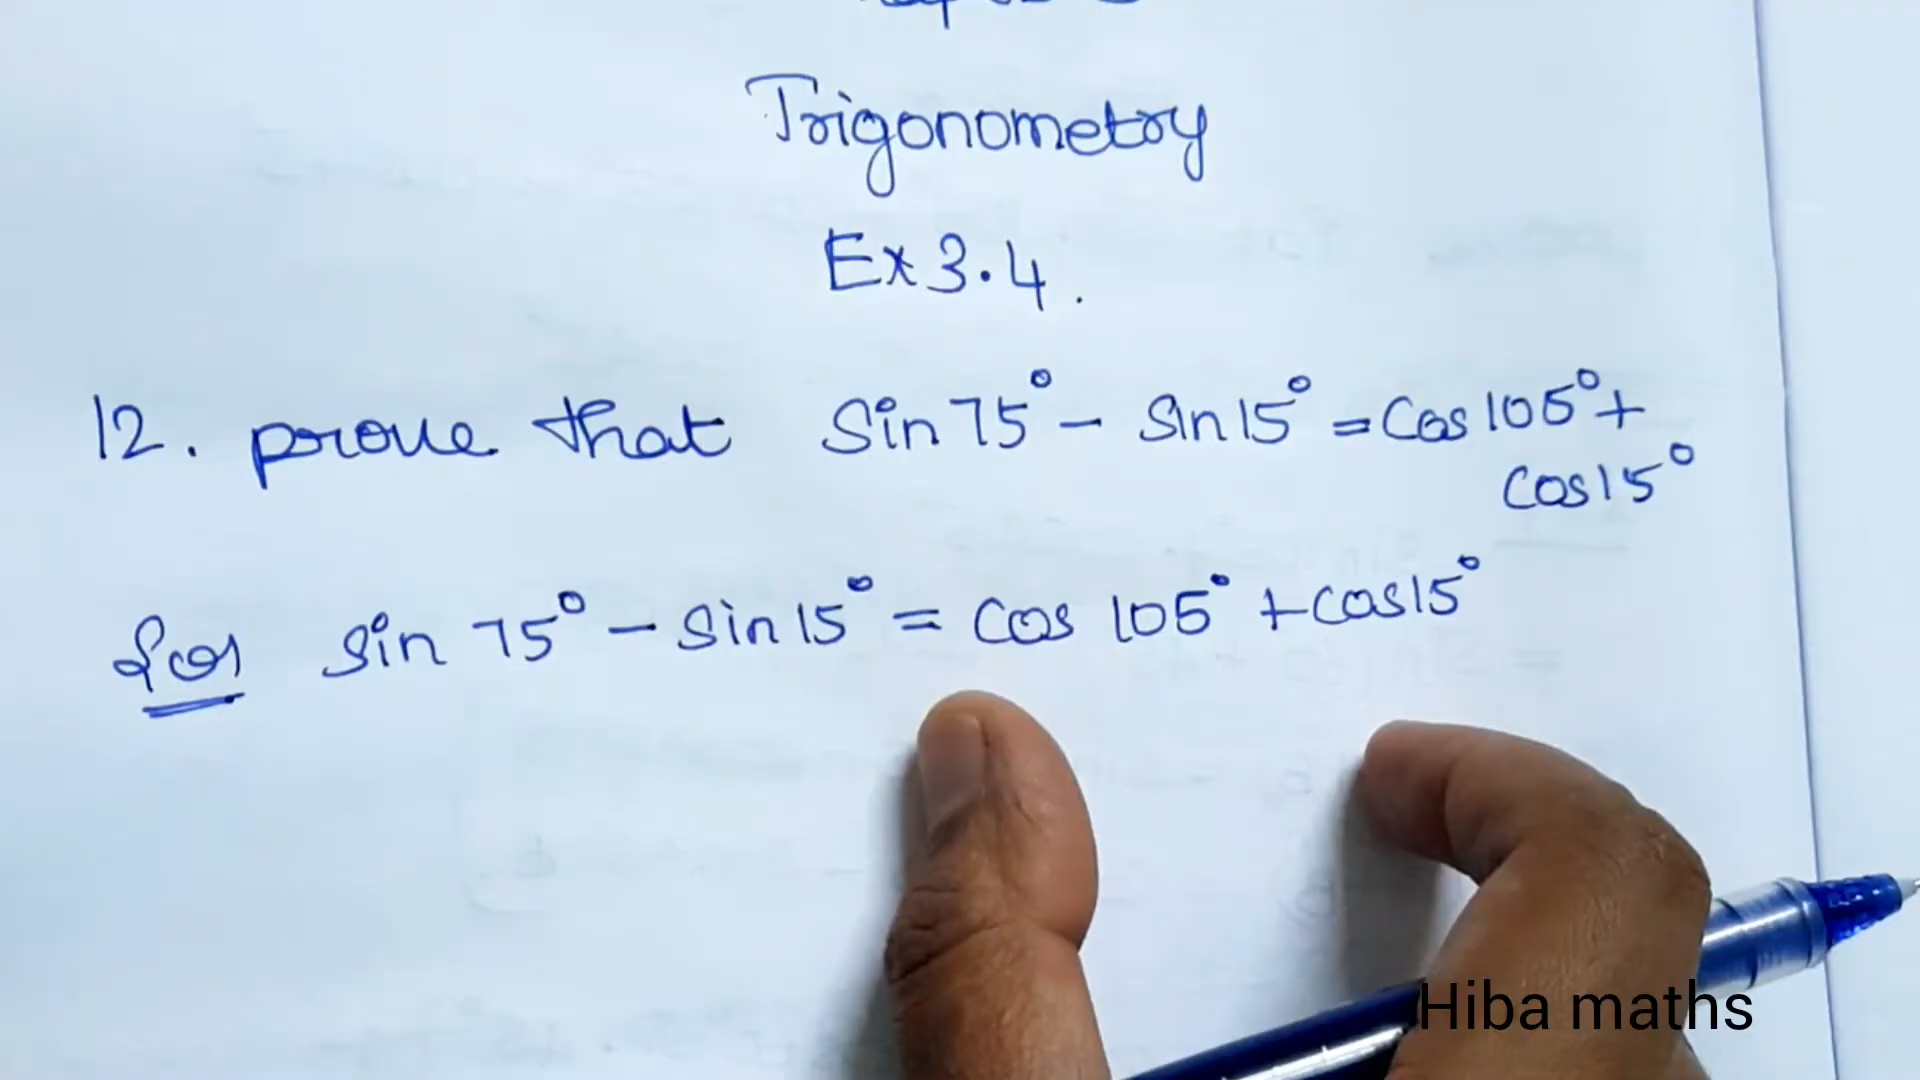 Trigonometry
Ex 3.4.
12. prove that Sin 75° - Sin 15° = Cos 105° +
Cos 15°
Sin 75° - Sin 15° = Cos 105° + Cos 15°
Hiba maths